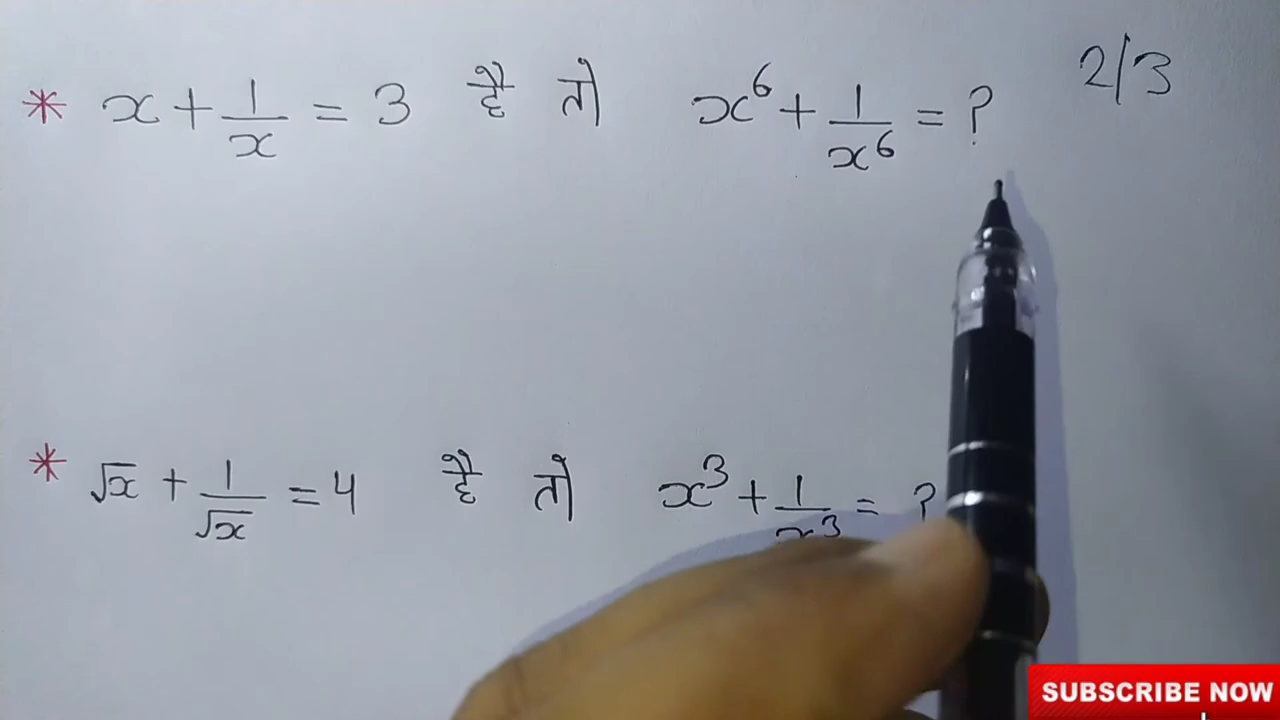 * x + 1/x = 3 है तो x⁶ + 1/x⁶ = ? 2/3
* √x + 1/√x = 4 है तो x³ + 1/x³ = ?
SUBSCRIBE NOW